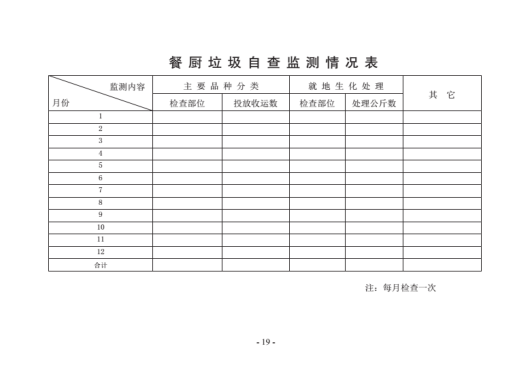 餐厨垃圾自查监测情况表
监测内容 主要品种分类 就地生化处理 其它
月份 检查部位 投放收运数 检查部位 处理公斤数
1
2
3
4
5
6
7
8
9
10
11
12
合计
注：每月检查一次
- 19 -